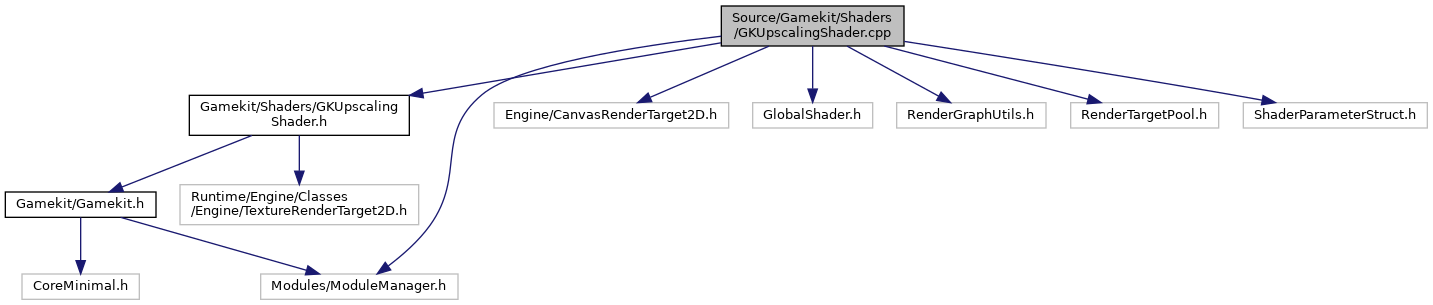 Source/Gamekit/Shaders
/GKUpscalingShader.cpp
Gamekit/Shaders/GKUpscaling
Shader.h
Engine/CanvasRenderTarget2D.h
GlobalShader.h
RenderGraphUtils.h
RenderTargetPool.h
ShaderParameterStruct.h
Gamekit/Gamekit.h
Runtime/Engine/Classes
/Engine/TextureRenderTarget2D.h
CoreMinimal.h
Modules/ModuleManager.h